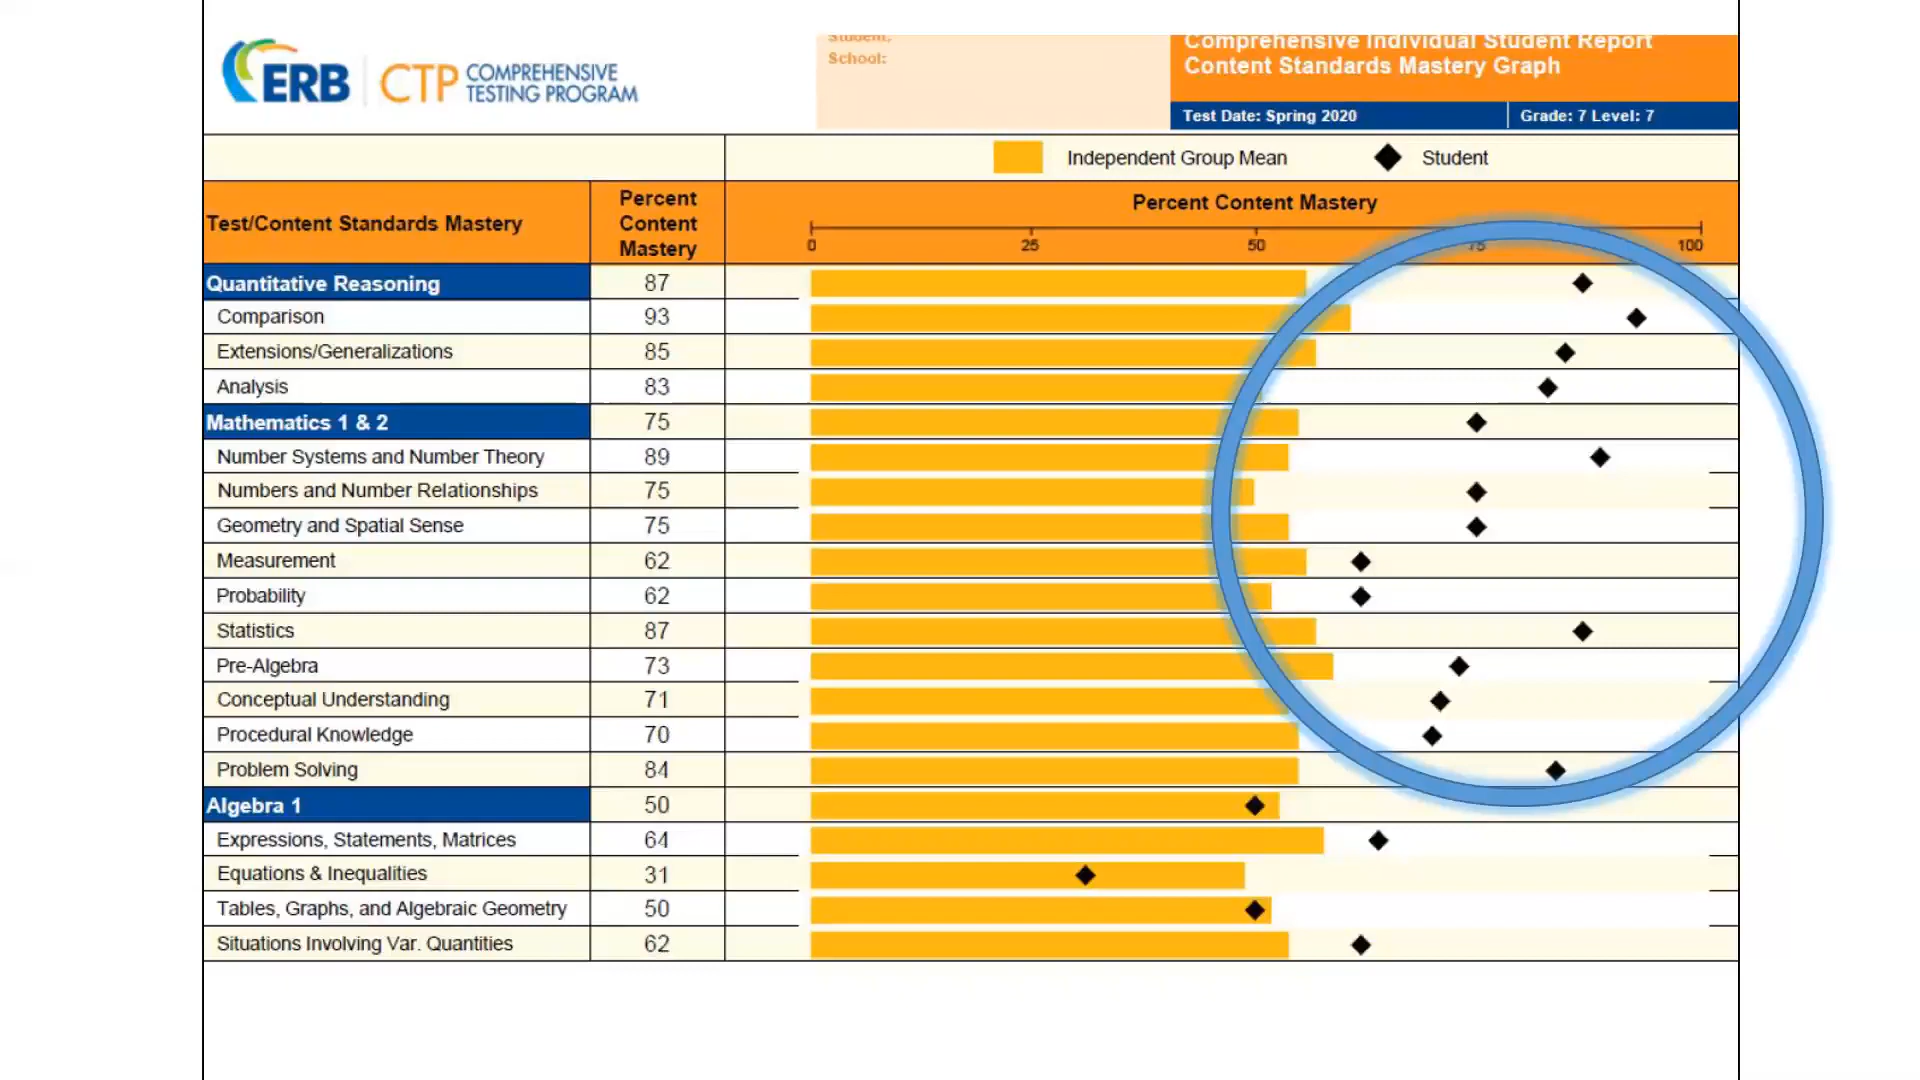 ERB
CTP COMPREHENSIVE
TESTING PROGRAM
Student:
School:
Comprehensive Individual Student Report
Content Standards Mastery Graph
Test Date: Spring 2020
Grade: 7 Level: 7
Independent Group Mean
Student
Test/Content Standards Mastery
Percent
Content
Mastery
Percent Content Mastery
0 25 50 75 100
Quantitative Reasoning 87
Comparison 93
Extensions/Generalizations 85
Analysis 83
Mathematics 1 & 2 75
Number Systems and Number Theory 89
Numbers and Number Relationships 75
Geometry and Spatial Sense 75
Measurement 62
Probability 62
Statistics 87
Pre-Algebra 73
Conceptual Understanding 71
Procedural Knowledge 70
Problem Solving 84
Algebra 1 50
Expressions, Statements, Matrices 64
Equations & Inequalities 31
Tables, Graphs, and Algebraic Geometry 50
Situations Involving Var. Quantities 62